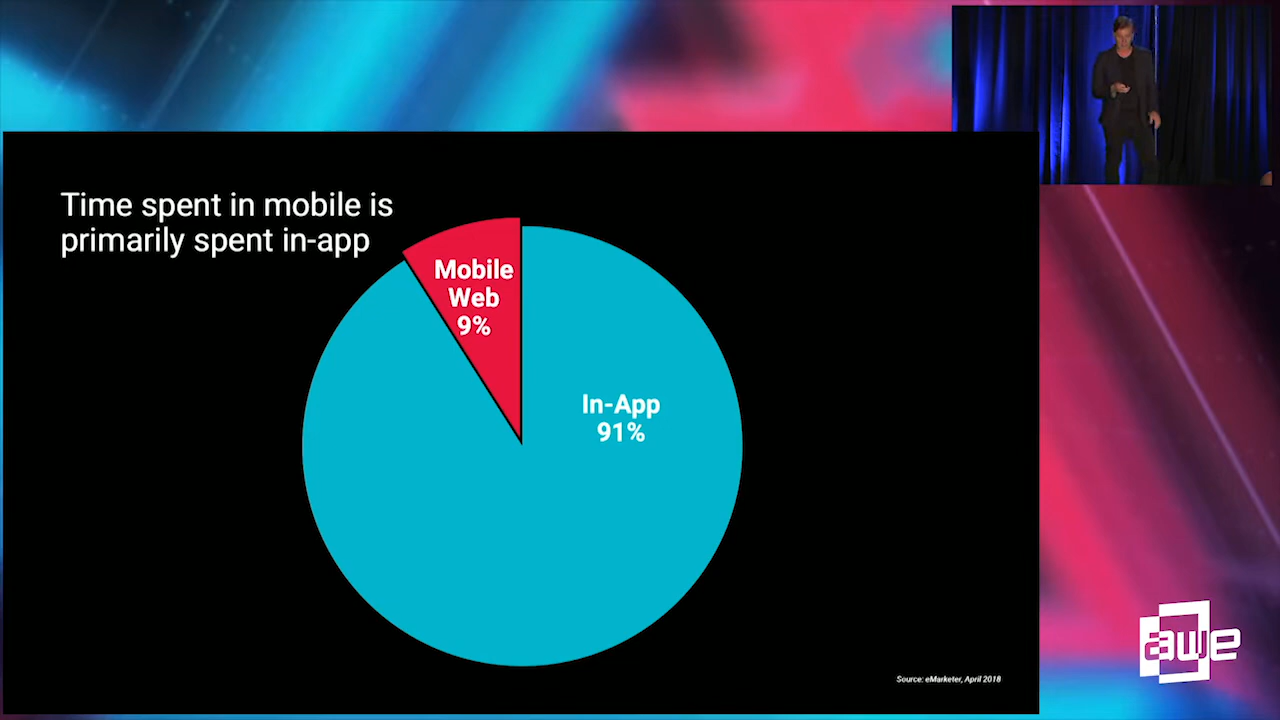 Time spent in mobile is
primarily spent in-app
Mobile
Web
9%
In-App
91%
Source: eMarketer, April 2018
awe